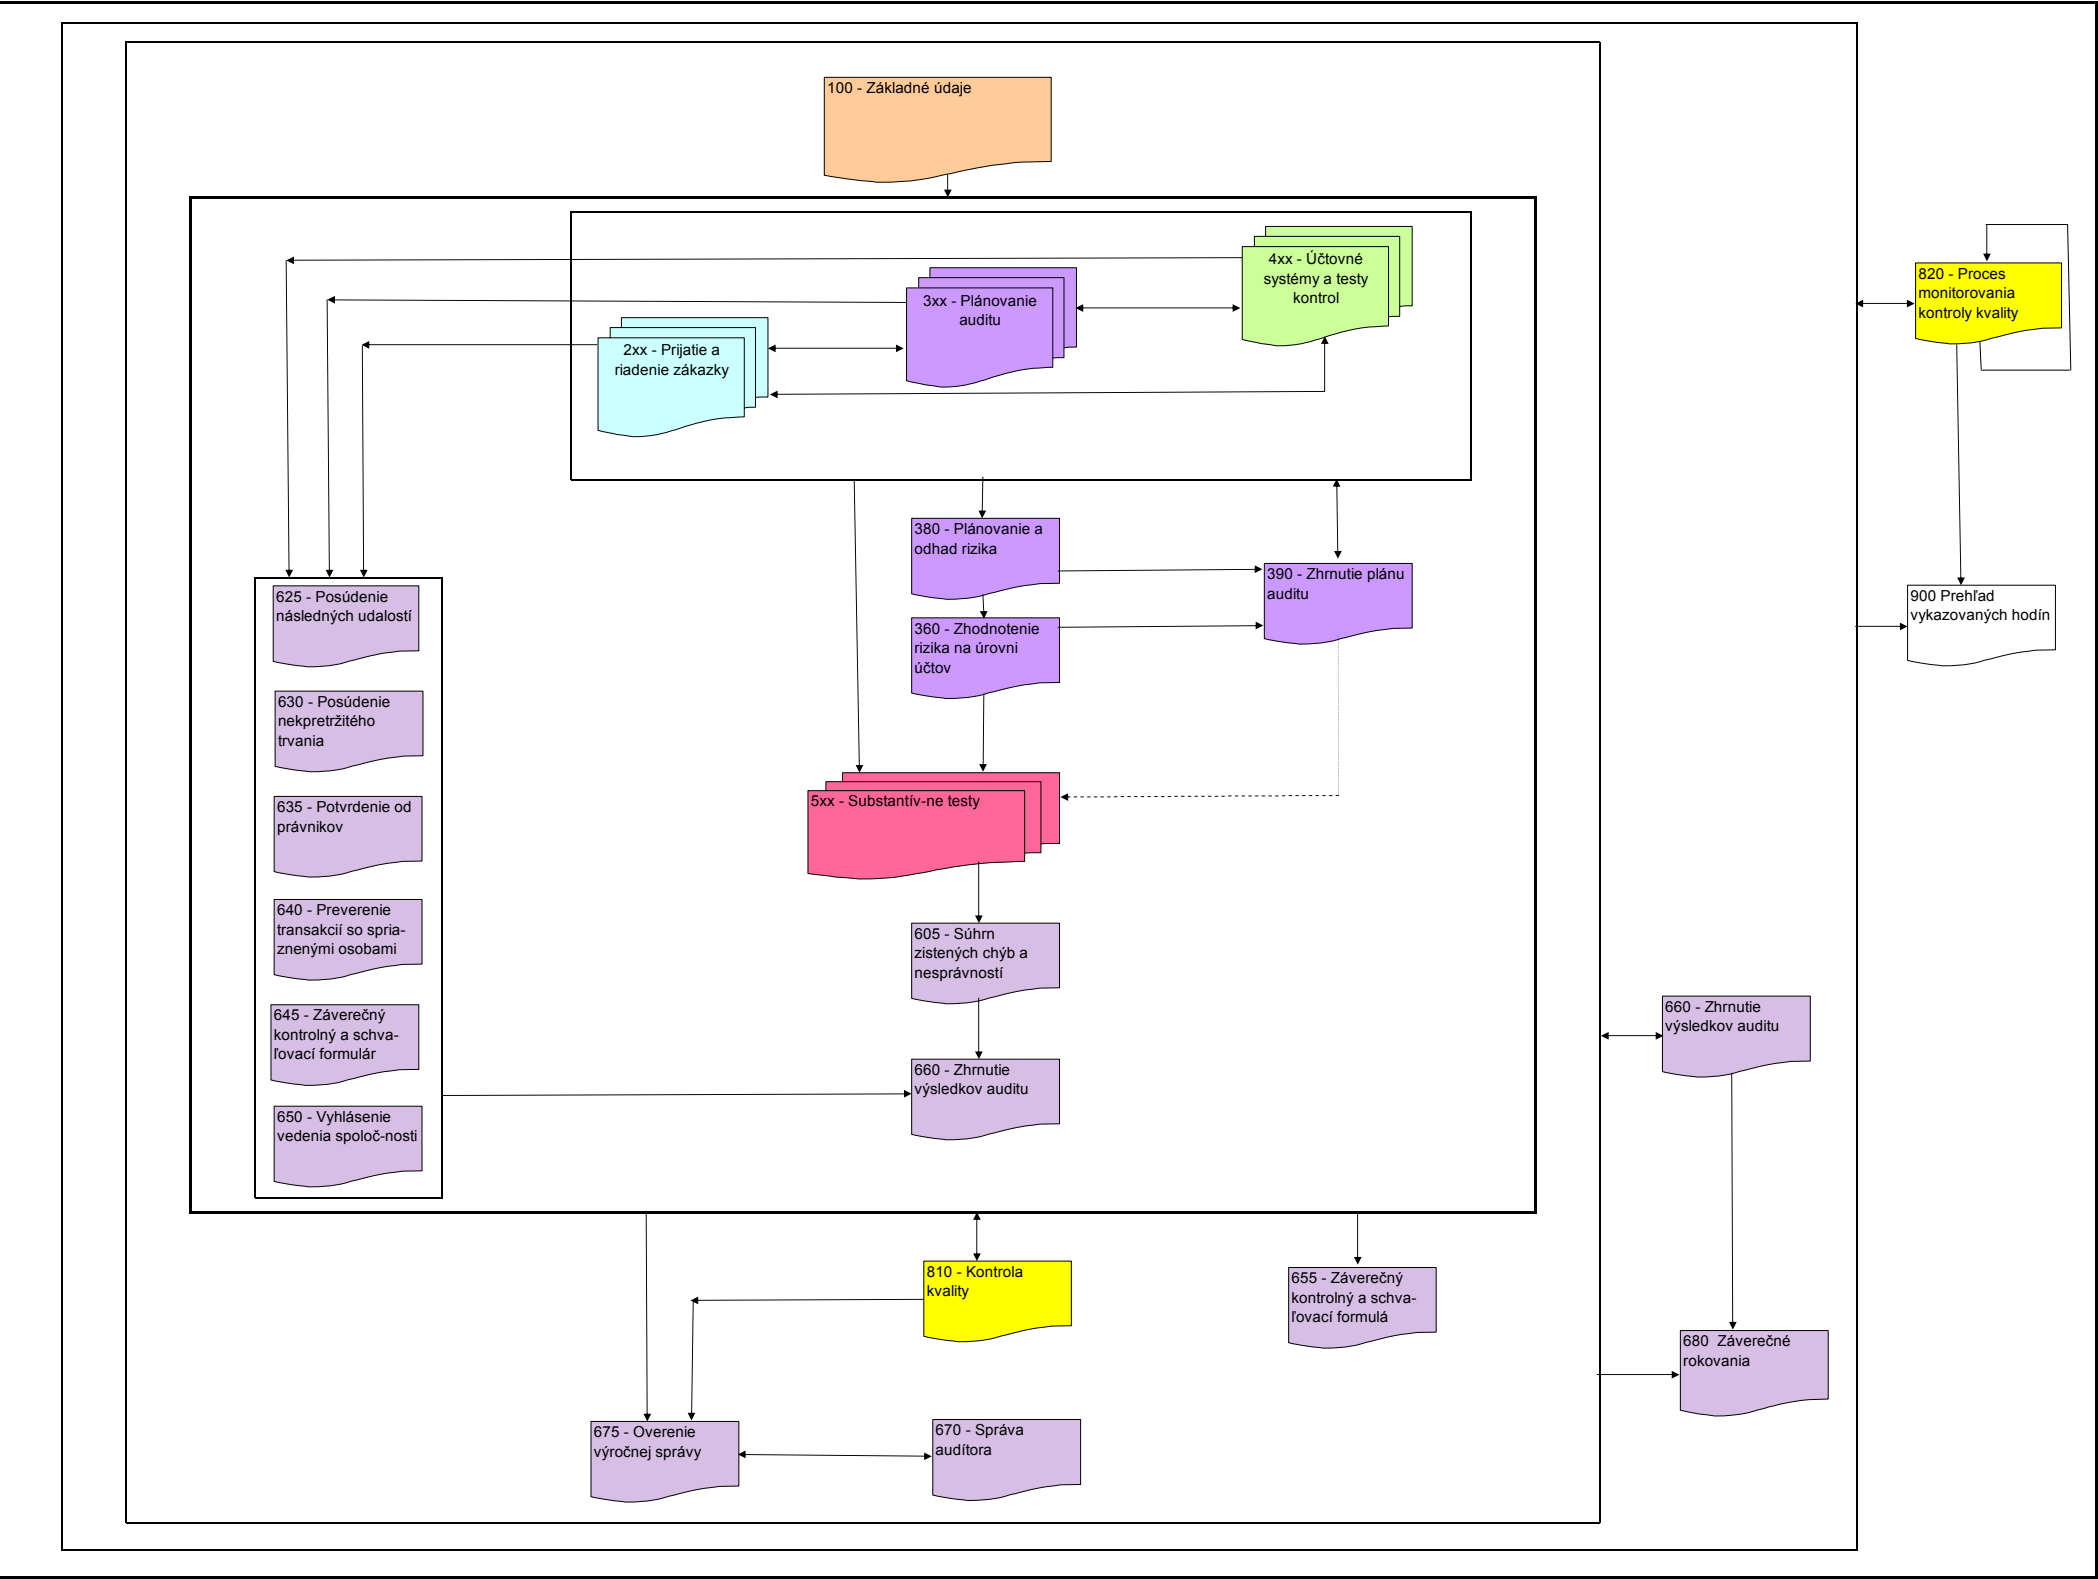 100 - Základné údaje
4xx - Účtovné
systémy a testy
kontrol
3xx - Plánovanie
auditu
2xx - Prijatie a
riadenie zákazky
820 - Proces
monitorovania
kontroly kvality
380 - Plánovanie a
odhad rizika
390 - Zhrnutie plánu
auditu
360 - Zhodnotenie
rizika na úrovni
účtov
900 Prehľad
vykazovaných hodín
625 - Posúdenie
následných udalostí
630 - Posúdenie
nekpretržitého
trvania
635 - Potvrdenie od
právnikov
640 - Preverenie
transakcií so spria-
znenými osobami
645 - Záverečný
kontrolný a schva-
ľovací formulár
650 - Vyhlásenie
vedenia spoloč-nosti
5xx - Substantív-ne testy
605 - Súhrn
zistených chýb a
nesprávností
660 - Zhrnutie
výsledkov auditu
660 - Zhrnutie
výsledkov auditu
810 - Kontrola
kvality
655 - Záverečný
kontrolný a schva-
ľovací formulá
680  Záverečné
rokovania
675 - Overenie
výročnej správy
670 - Správa
audítora